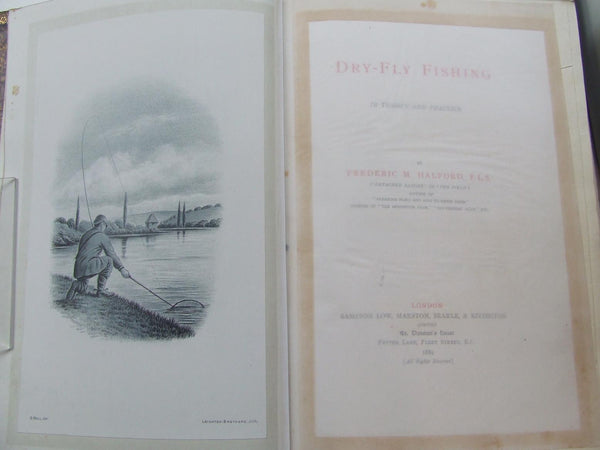 DRY-FLY FISHING
IN THEORY AND PRACTICE
BY
FREDERIC M. HALFORD, F.L.S.
("DETACHED BADGER" OF "THE FIELD")
AUTHOR OF
"FLOATING FLIES AND HOW TO DRESS THEM"
LONDON
SAMPSON LOW, MARSTON, SEARLE, & RIVINGTON
LIMITED
St. Dunstan's House
FETTER LANE, FLEET STREET, E.C.
[All Rights Reserved]
LEIGHTON BROTHERS,